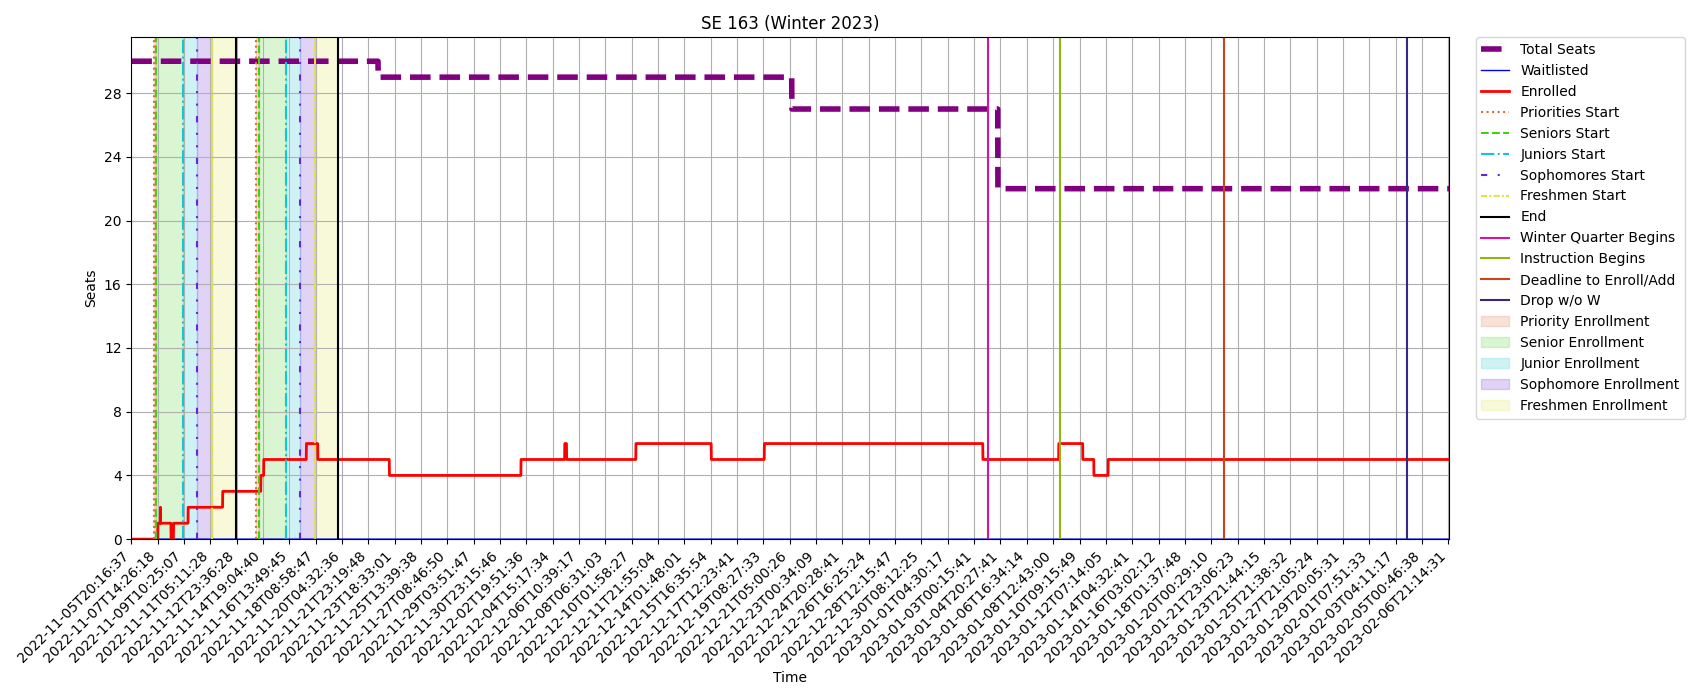 SE 163 (Winter 2023)
Seats
28
24
20
16
12
8
4
0
2022-11-05T20:16:37
2022-11-07T14:26:18
2022-11-09T10:25:07
2022-11-11T05:11:28
2022-11-12T23:36:28
2022-11-14T19:04:40
2022-11-16T13:49:45
2022-11-18T08:58:47
2022-11-20T04:32:36
2022-11-21T23:19:48
2022-11-23T18:33:01
2022-11-25T13:39:38
2022-11-27T08:46:50
2022-11-29T03:51:47
2022-11-30T23:15:46
2022-12-02T19:51:36
2022-12-04T15:17:34
2022-12-06T10:39:17
2022-12-08T06:31:03
2022-12-10T01:58:27
2022-12-11T21:55:04
2022-12-14T01:48:01
2022-12-15T16:35:54
2022-12-17T12:23:41
2022-12-19T08:27:33
2022-12-21T05:00:26
2022-12-23T00:34:09
2022-12-24T20:28:41
2022-12-26T16:25:24
2022-12-28T12:15:47
2022-12-30T08:12:25
2023-01-01T04:30:17
2023-01-03T00:15:41
2023-01-04T20:27:41
2023-01-06T16:34:14
2023-01-08T12:43:00
2023-01-10T09:15:49
2023-01-12T07:14:05
2023-01-14T04:32:41
2023-01-16T03:02:12
2023-01-18T01:37:48
2023-01-20T00:29:10
2023-01-21T23:06:23
2023-01-23T21:44:15
2023-01-25T21:38:32
2023-01-27T21:05:24
2023-01-29T20:05:31
2023-02-01T07:51:33
2023-02-03T04:11:17
2023-02-05T00:46:38
2023-02-06T21:14:31
Time
Total Seats
Waitlisted
Enrolled
Priorities Start
Seniors Start
Juniors Start
Sophomores Start
Freshmen Start
End
Winter Quarter Begins
Instruction Begins
Deadline to Enroll/Add
Drop w/o W
Priority Enrollment
Senior Enrollment
Junior Enrollment
Sophomore Enrollment
Freshmen Enrollment